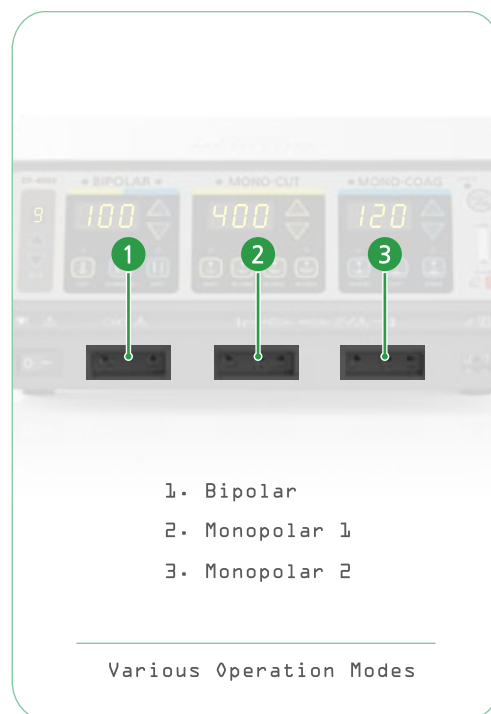 BIPOLAR
MONO-CUT
MONO-COAG
9
100
400
120
1
2
3
1. Bipolar
2. Monopolar 1
3. Monopolar 2
Various Operation Modes